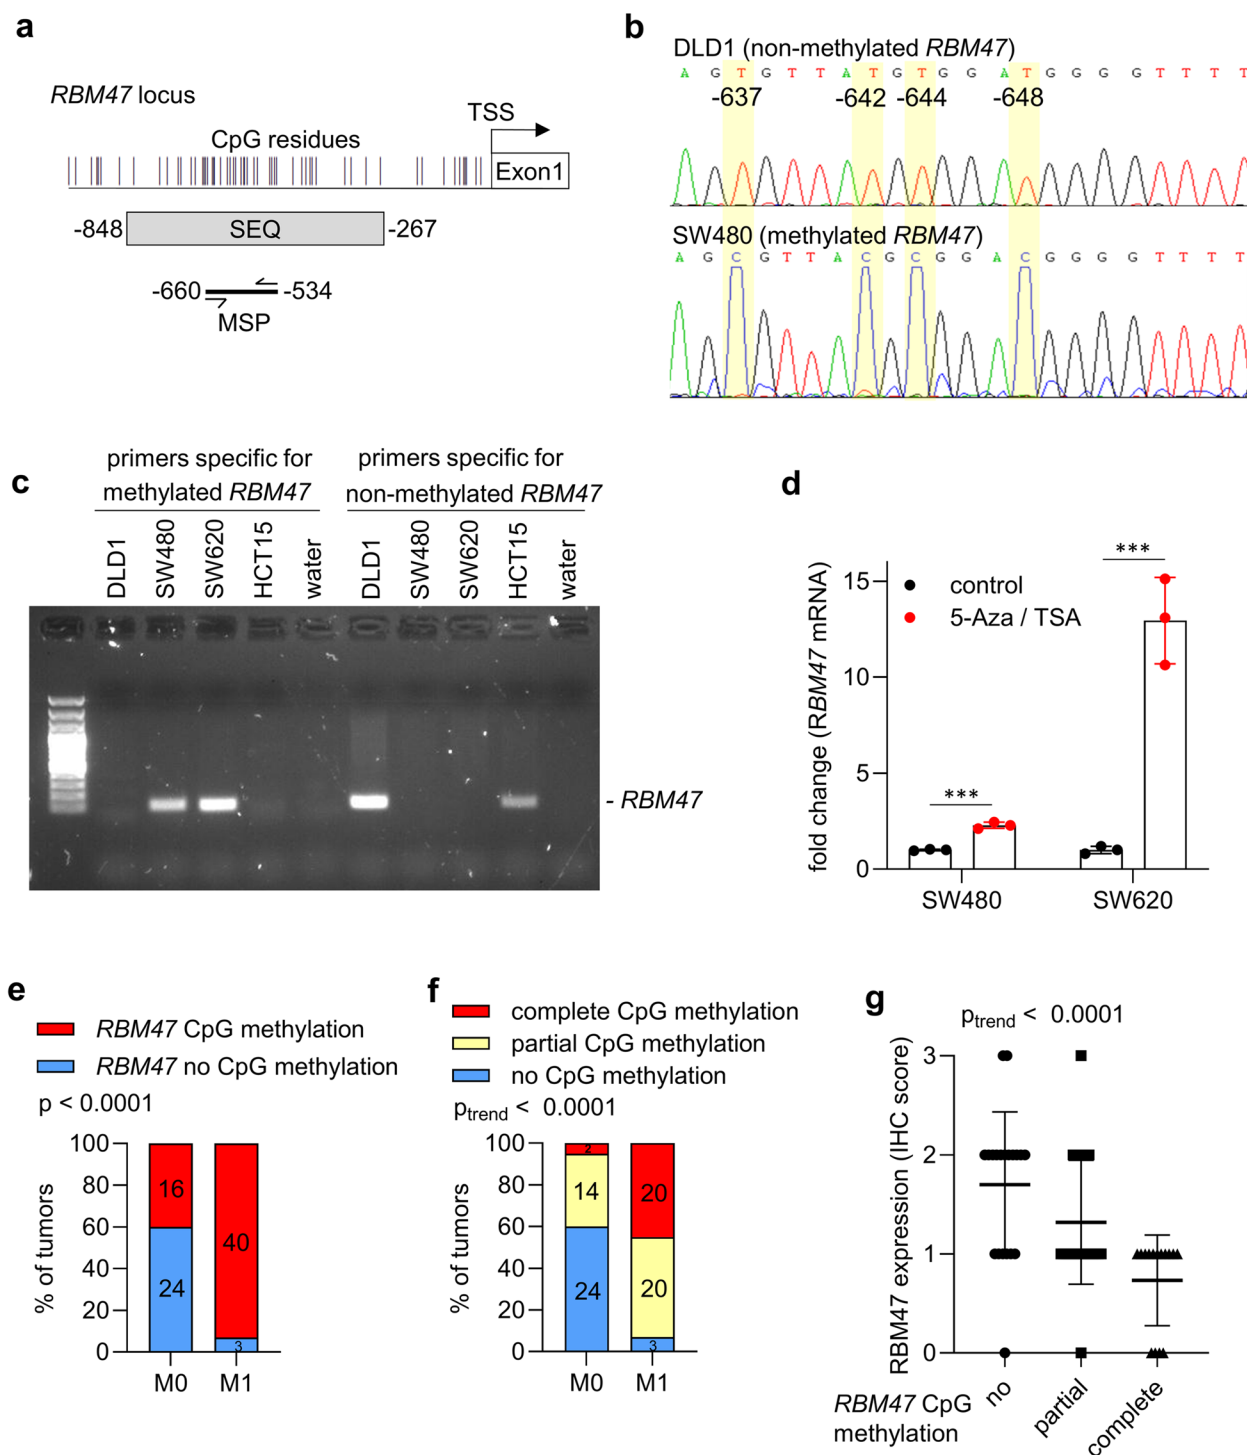 a
RBM47 locus
CpG residues
TSS
Exon1
-848
SEQ
-267
-660
-534
MSP
b
DLD1 (non-methylated RBM47)
A G T G T T A T G T G G A T G G G G T T T T
-637
-642
-644
-648
SW480 (methylated RBM47)
A G C G T T A C G C G G A C G G G G T T T T
c
primers specific for
methylated RBM47
primers specific for
non-methylated RBM47
DLD1
SW480
SW620
HCT15
water
DLD1
SW480
SW620
HCT15
water
- RBM47
d
fold change (RBM47 mRNA)
15
10
5
0
control
5-Aza / TSA
***
***
SW480
SW620
e
RBM47 CpG methylation
RBM47 no CpG methylation
p < 0.0001
% of tumors
100
80
60
40
20
0
16
24
40
3
M0
M1
f
complete CpG methylation
partial CpG methylation
no CpG methylation
ptrend < 0.0001
% of tumors
100
80
60
40
20
0
2
14
24
20
20
3
M0
M1
g
ptrend < 0.0001
RBM47 expression (IHC score)
3
2
1
0
RBM47 CpG
methylation
no
partial
complete